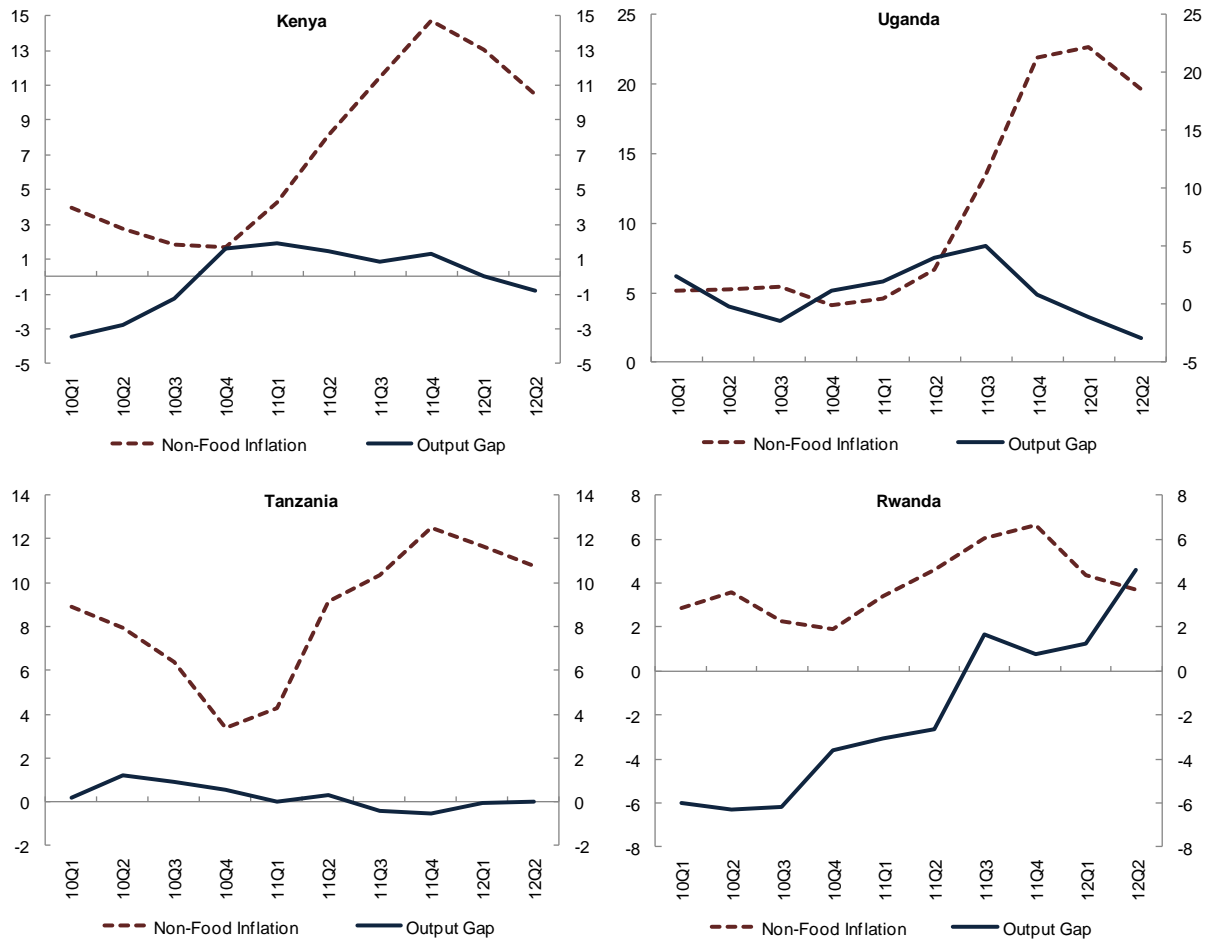 Kenya
15
13
11
9
7
5
3
1
-1
-3
-5
15
13
11
9
7
5
3
1
-1
-3
-5
10Q1
10Q2
10Q3
10Q4
11Q1
11Q2
11Q3
11Q4
12Q1
12Q2
Non-Food Inflation
Output Gap
Uganda
25
20
15
10
5
0
25
20
15
10
5
0
-5
10Q1
10Q2
10Q3
10Q4
11Q1
11Q2
11Q3
11Q4
12Q1
12Q2
Non-Food Inflation
Output Gap
Tanzania
14
12
10
8
6
4
2
0
-2
14
12
10
8
6
4
2
0
-2
10Q1
10Q2
10Q3
10Q4
11Q1
11Q2
11Q3
11Q4
12Q1
12Q2
Non-Food Inflation
Output Gap
Rwanda
8
6
4
2
0
-2
-4
-6
-8
8
6
4
2
0
-2
-4
-6
-8
10Q1
10Q2
10Q3
10Q4
11Q1
11Q2
11Q3
11Q4
12Q1
12Q2
Non-Food Inflation
Output Gap